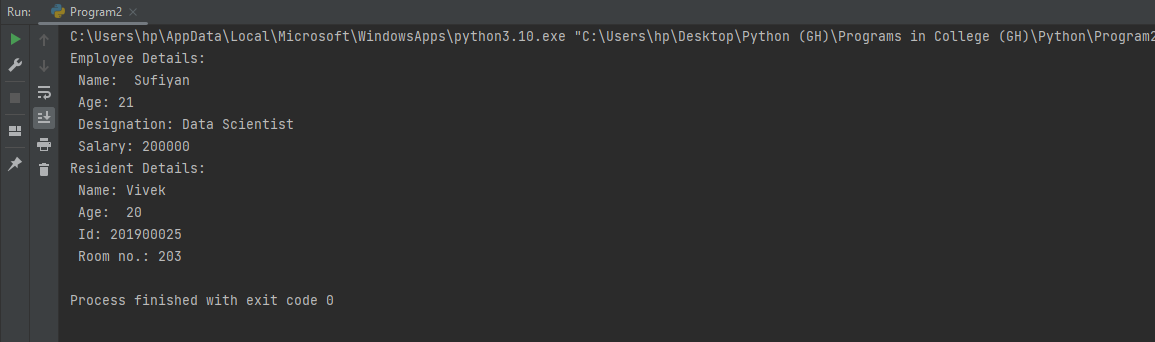 Run: Program2
C:\Users\hp\AppData\Local\Microsoft\WindowsApps\python3.10.exe "C:\Users\hp\Desktop\Python (GH)\Programs in College (GH)\Python\Program2
Employee Details:
 Name:  Sufiyan
 Age: 21
 Designation: Data Scientist
 Salary: 200000
Resident Details:
 Name: Vivek
 Age:  20
 Id: 201900025
 Room no.: 203
Process finished with exit code 0